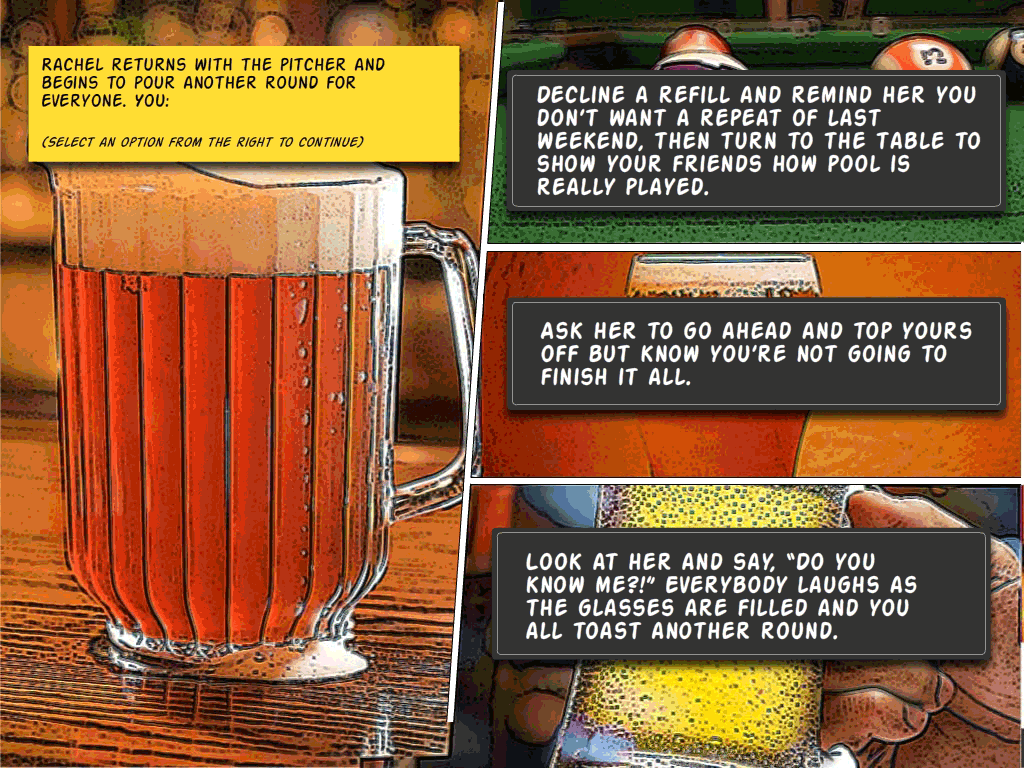 RACHEL RETURNS WITH THE PITCHER AND
BEGINS TO POUR ANOTHER ROUND FOR
EVERYONE. YOU:
(SELECT AN OPTION FROM THE RIGHT TO CONTINUE)
DECLINE A REFILL AND REMIND HER YOU
DON'T WANT A REPEAT OF LAST
WEEKEND, THEN TURN TO THE TABLE TO
SHOW YOUR FRIENDS HOW POOL IS
REALLY PLAYED.
ASK HER TO GO AHEAD AND TOP YOURS
OFF BUT KNOW YOU'RE NOT GOING TO
FINISH IT ALL.
LOOK AT HER AND SAY, "DO YOU
KNOW ME?!" EVERYBODY LAUGHS AS
THE GLASSES ARE FILLED AND YOU
ALL TOAST ANOTHER ROUND.